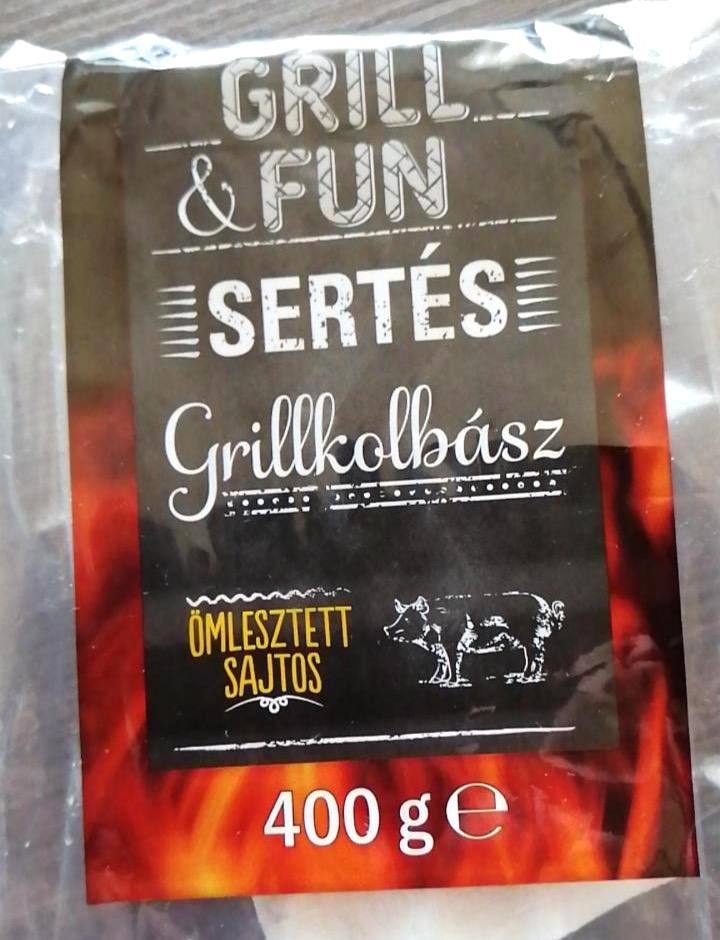 GRILL
& FUN
SERTÉS
Grillkolbász
ÖMLESZTETT
SAJTOS
400 g ℮